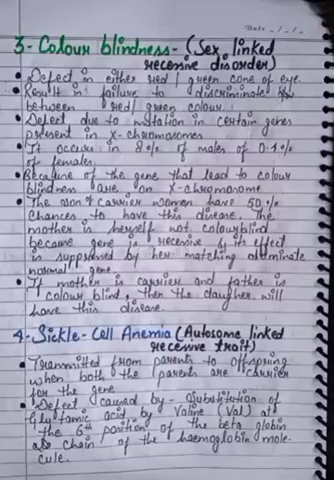 Date _/_/_
3- Colour blindness- (Sex linked
recessive disorder)
• Defect in either red / green cone of eye.
• Result in failure to discriminate
between red/ green colour.
• Defect due to mutation in certain genes
present in X-chromosomes
• It occurs in 8% of males of 0.4%
of females.
• Because of the gene that lead to colour
blindness are on X-chromosome
• The son of carrier women have 50%
chances to have this disease. The
mother is herself not colourblind
because gene is recessive & its effect
is suppressed by her matching dominate
normal gene.
• If mother is carrier and father is
colour blind, then the daugher will
have this disease.
4- Sickle-Cell Anemia (Autosome linked
recessive trait)
• Transmitted from parents to offspring
when both the parents are carrier
for the gene
• Defect caused by - Substitution of
Glutamic acid by Valine (Val) at
the 6th position of the beta globin
chain of the haemoglobin mole-
cule.